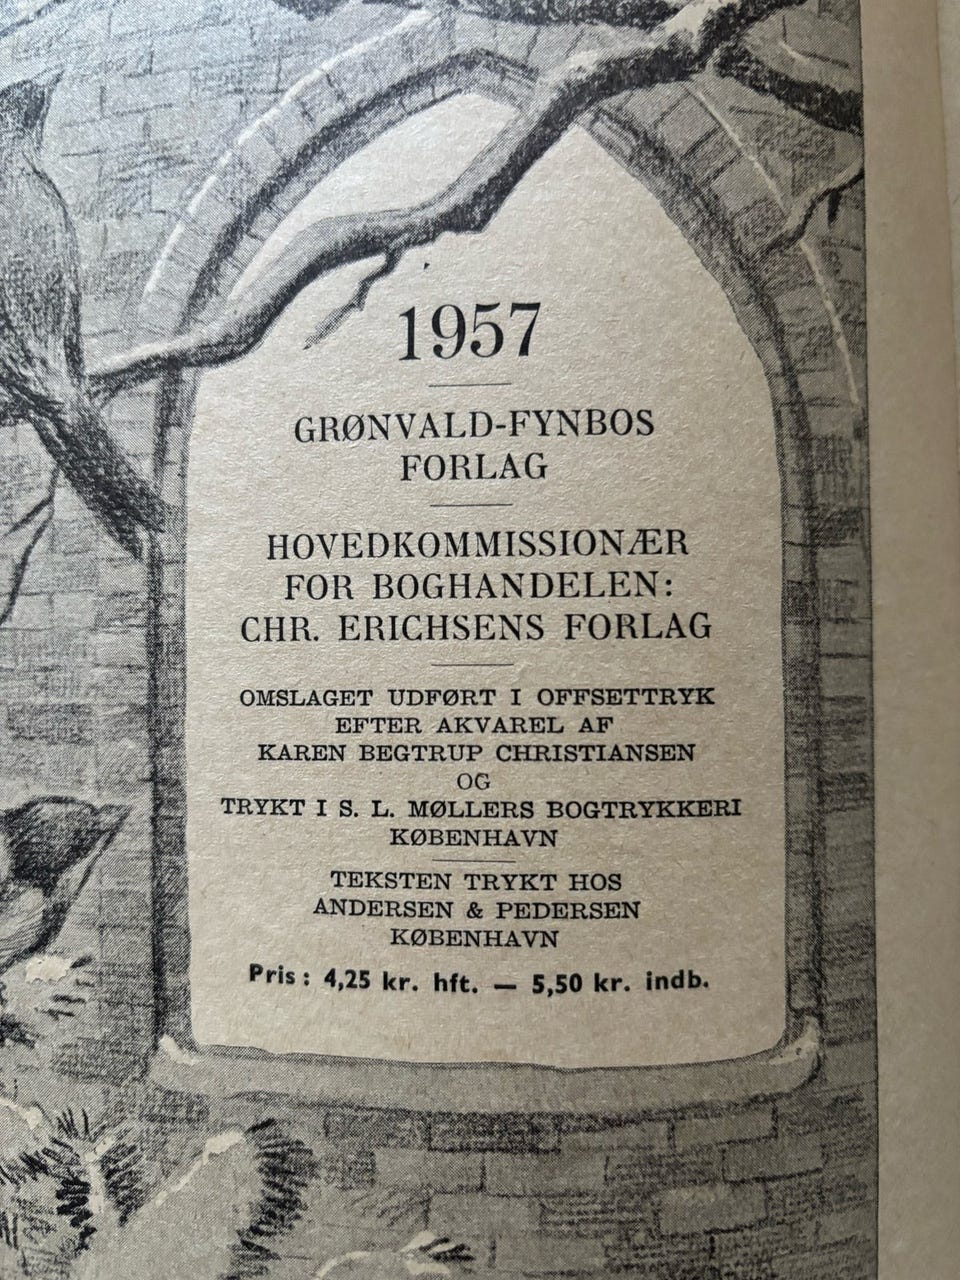 1957
GRØNVALD-FYNBOS
FORLAG
HOVEDKOMMISSIONÆR
FOR BOGHANDELEN:
CHR. ERICHSENS FORLAG
OMSLAGET UDFØRT I OFFSETTRYK
EFTER AKVAREL AF
KAREN BEGTRUP CHRISTIANSEN
OG
TRYKT I S. L. MØLLERS BOGTRYKKERI
KØBENHAVN
TEKSTEN TRYKT HOS
ANDERSEN & PEDERSEN
KØBENHAVN
Pris: 4,25 kr. hft. — 5,50 kr. indb.